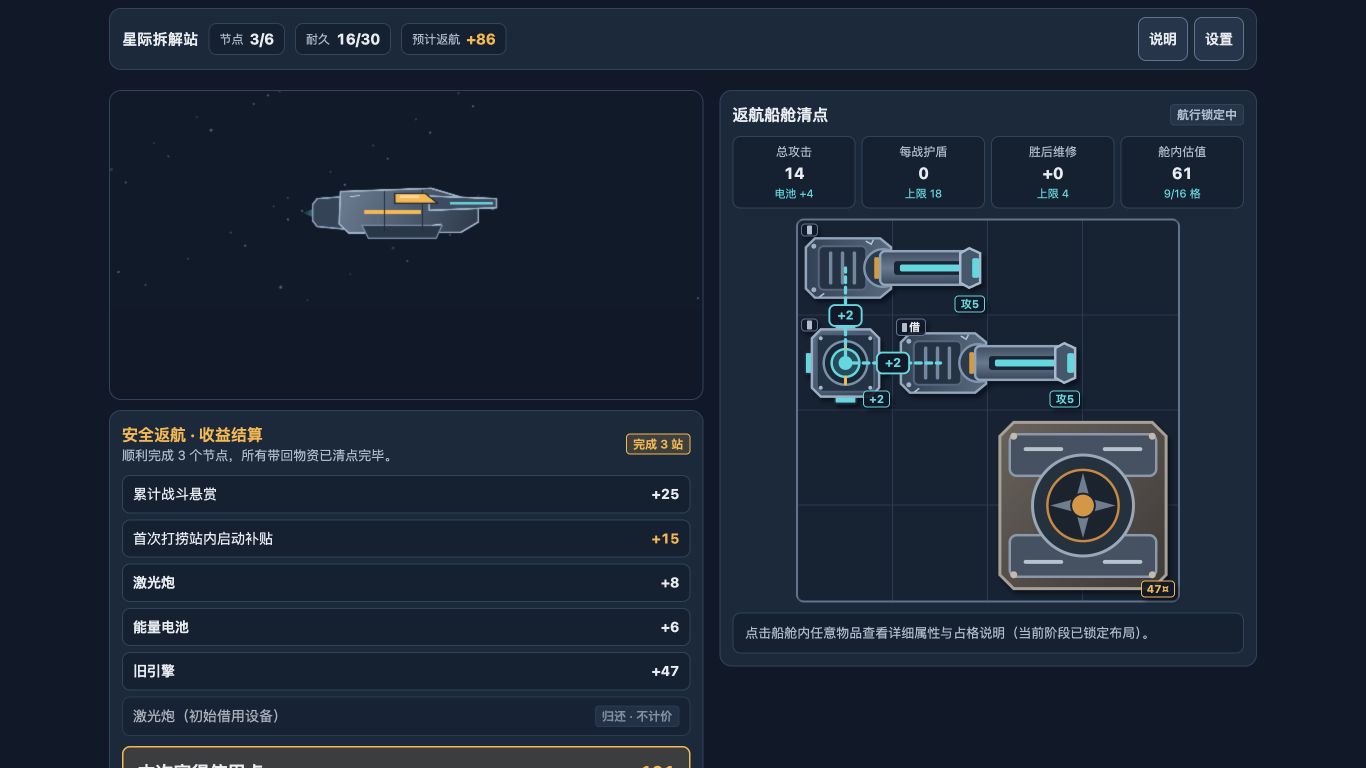 星际拆解站
节点 3/6
耐久 16/30
预计返航 +86
说明
设置
安全返航 · 收益结算
顺利完成 3 个节点，所有带回物资已清点完毕。
完成 3 站
累计战斗悬赏 +25
首次打捞站内启动补贴 +15
激光炮 +8
能量电池 +6
旧引擎 +47
激光炮（初始借用设备） 归还 · 不计价
返航船舱清点
航行锁定中
总攻击
14
电池 +4
每战护盾
0
上限 18
胜后维修
+0
上限 4
舱内估值
61
9/16 格
攻5
+2
借
+2
+2
攻5
47¤
点击船舱内任意物品查看详细属性与占格说明（当前阶段已锁定布局）。